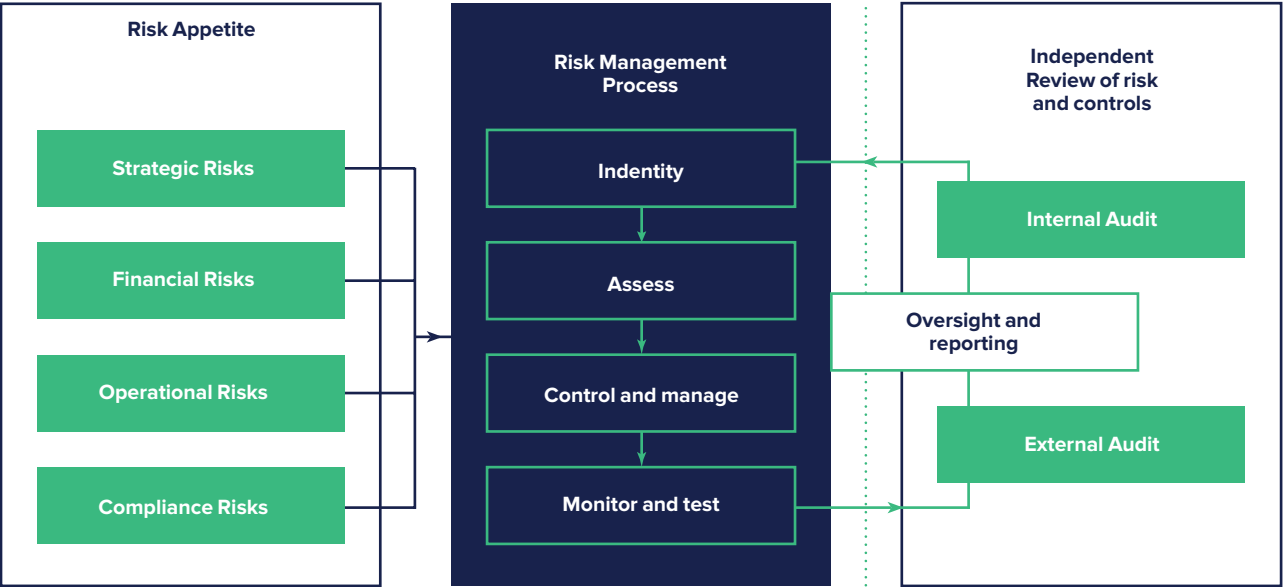 Risk Appetite
Strategic Risks
Financial Risks
Operational Risks
Compliance Risks
Risk Management
Process
Indentity
Assess
Control and manage
Monitor and test
Independent
Review of risk
and controls
Internal Audit
Oversight and
reporting
External Audit